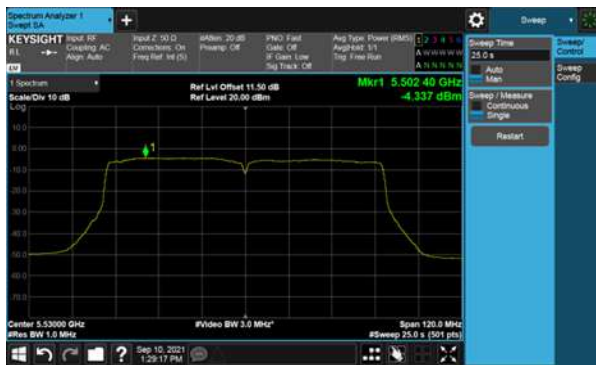 Spectrum Analyzer 1
Swept SA
+
Sweep
KEYSIGHT
Input: RF
Coupling: AC
Align: Auto
Input Z: 50 Ω
Corrections: On
Freq Ref: Int (S)
#Atten: 20 dB
Preamp: Off
PNO: Fast
Gate: Off
IF Gain: Low
Sig Track: Off
Avg Type: Power (RMS)
Avg|Hold: 1/1
Trig: Free Run
1 2 3 4 5 6
A W W W W W
A N N N N N
R L
1 Spectrum
Scale/Div 10 dB
Log
Ref Lvl Offset 11.50 dB
Ref Level 20.00 dBm
Mkr1 5.502 40 GHz
-4.337 dBm
10.0
0.00
-10.0
-20.0
-30.0
-40.0
-50.0
-60.0
-70.0
1
Center 5.53000 GHz
#Res BW 1.0 MHz
#Video BW 3.0 MHz*
Span 120.0 MHz
#Sweep 25.0 s (501 pts)
Sweep Time
25.0 s
Auto
Man
Sweep / Measure
Continuous
Single
Restart
Sweep/
Control
Sweep
Config
?
Sep 10, 2021
1:29:17 PM